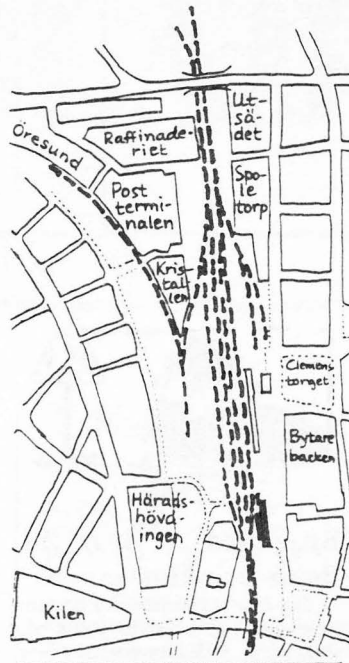 Ut-
sä-
det
Raffinade-
riet
Öresund
Spo-
le
torp
Post
termi-
nalen
Kris-
tal-
len
Clemens
torget
Bytare
backen
Härads-
hövd-
ingen
Kilen